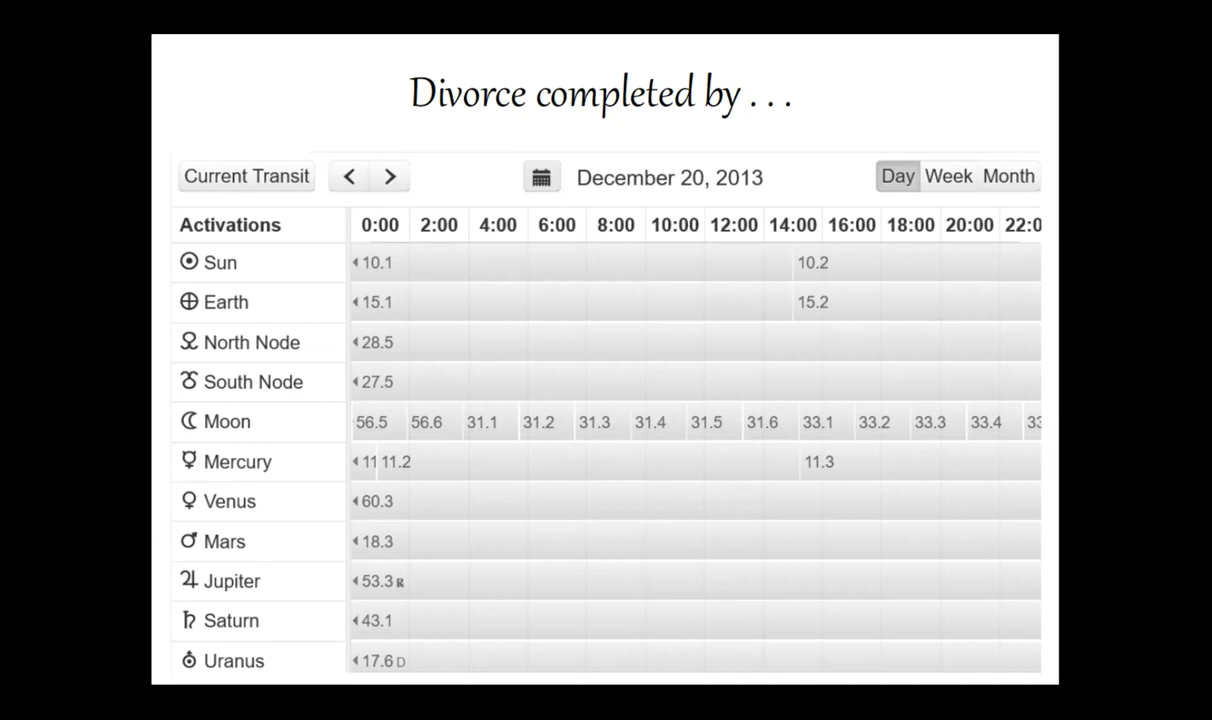 Divorce completed by . . .
Current Transit < > December 20, 2013 Day Week Month
Activations 0:00 2:00 4:00 6:00 8:00 10:00 12:00 14:00 16:00 18:00 20:00 22:0
Sun 10.1 10.2
Earth 15.1 15.2
North Node 28.5
South Node 27.5
Moon 56.5 56.6 31.1 31.2 31.3 31.4 31.5 31.6 33.1 33.2 33.3 33.4 33
Mercury 11 11.2 11.3
Venus 60.3
Mars 18.3
Jupiter 53.3 ℞
Saturn 43.1
Uranus 17.6 D